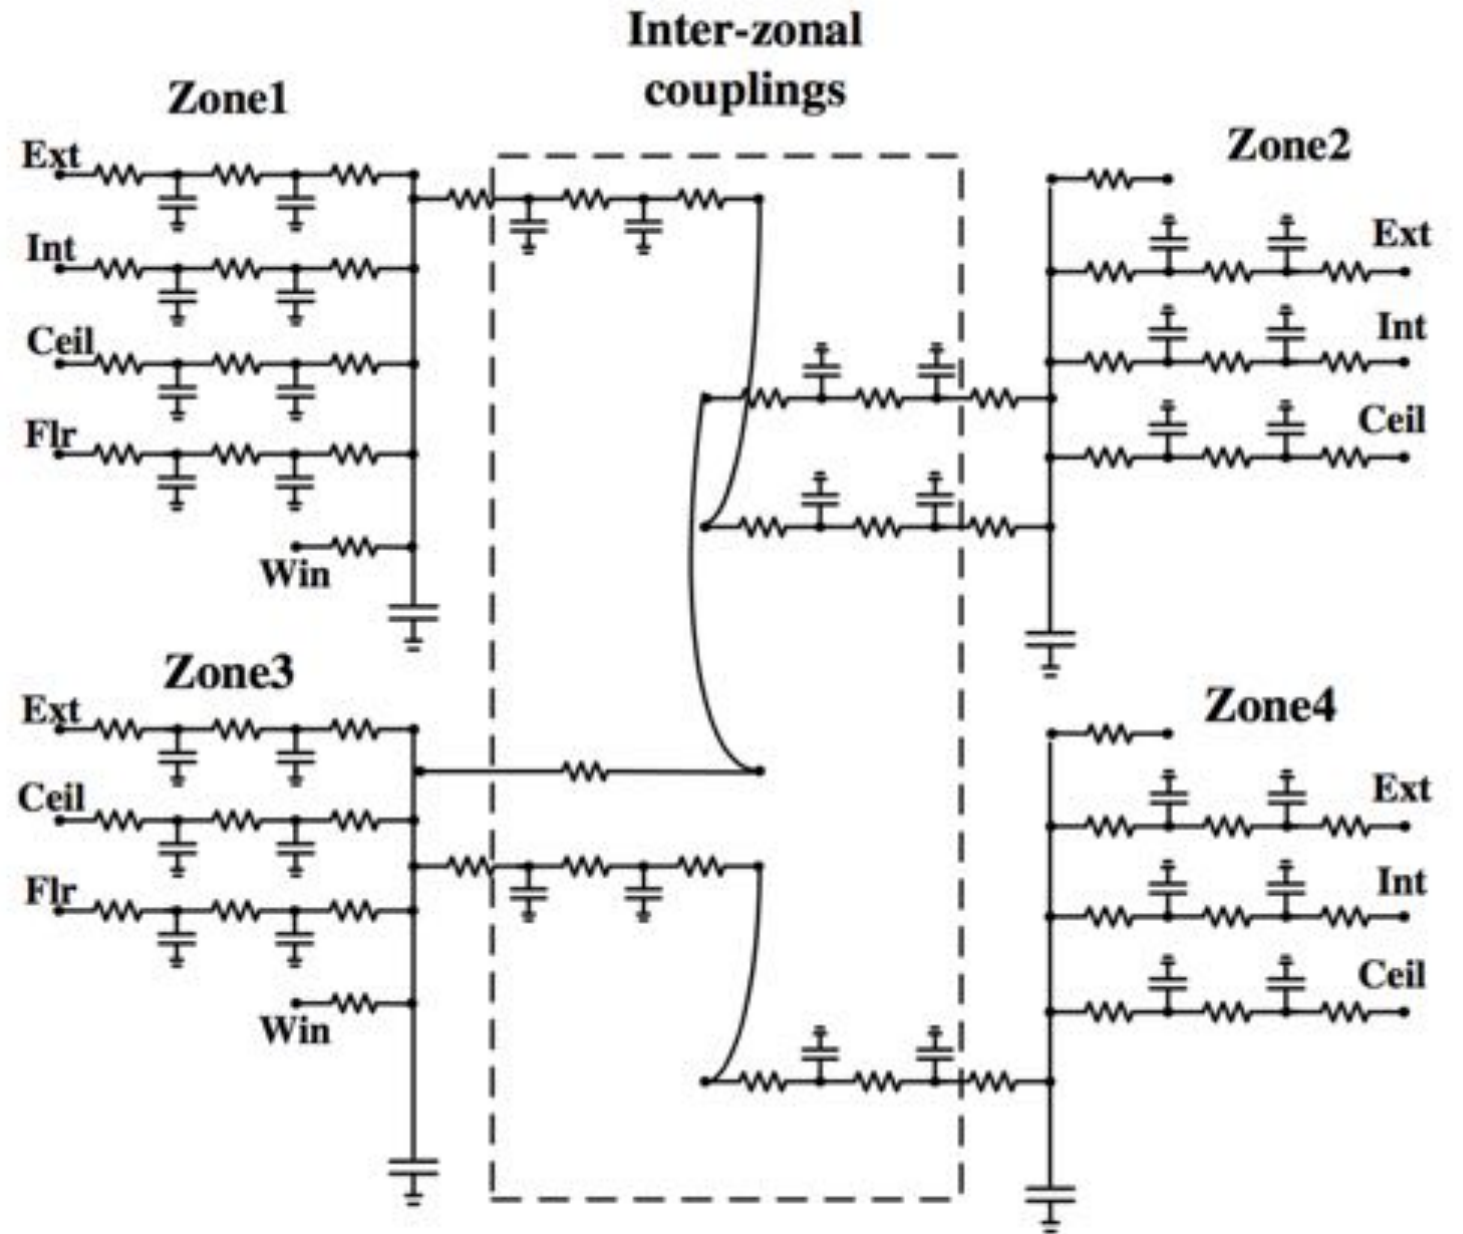 Inter-zonal
couplings
Zone1
Ext
Int
Ceil
Flr
Win
Zone2
Ext
Int
Ceil
Zone3
Ext
Ceil
Flr
Win
Zone4
Ext
Int
Ceil